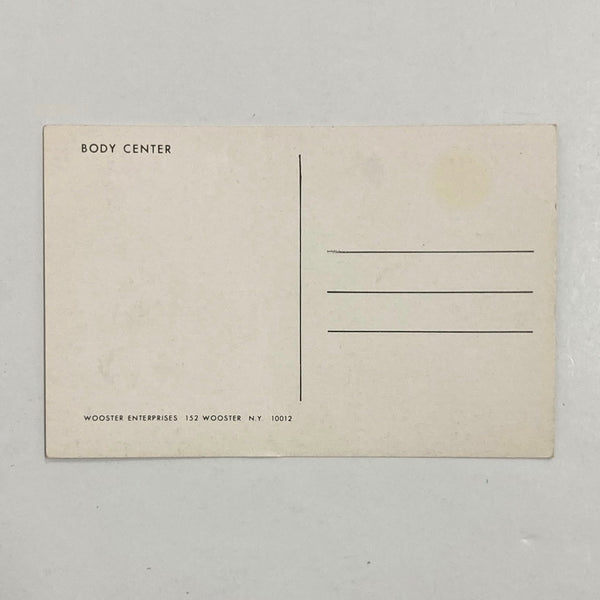 BODY CENTER
WOOSTER ENTERPRISES 152 WOOSTER N.Y. 10012